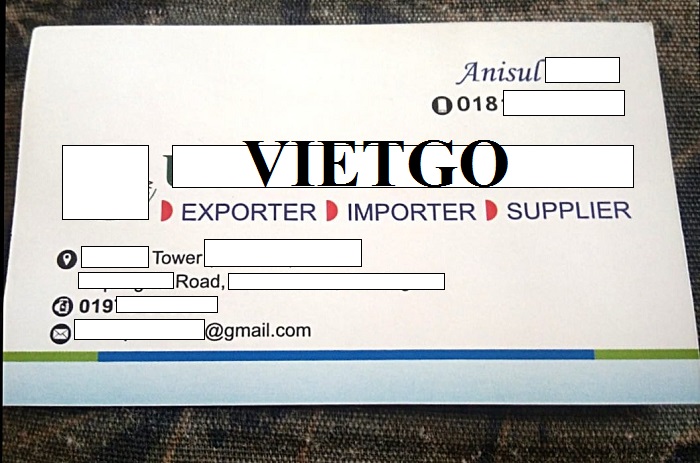 Anisul
018
VIETGO
EXPORTER IMPORTER SUPPLIER
Tower
Road,
019
@gmail.com